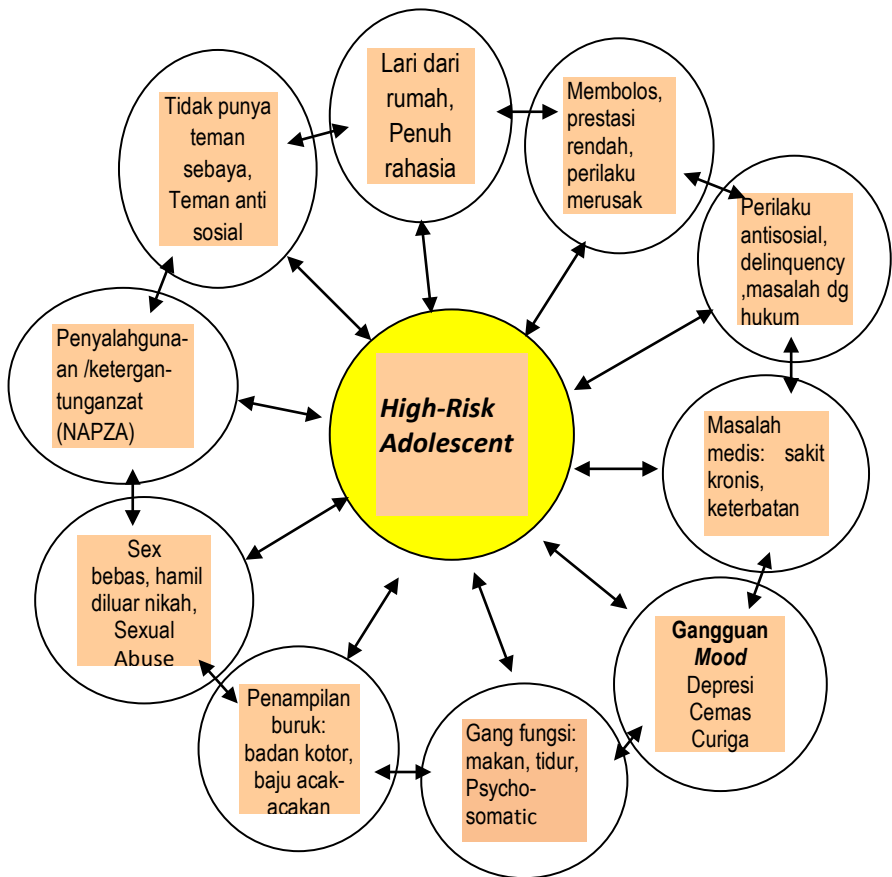 Lari dari
rumah,
Penuh
rahasia
Membolos,
prestasi
rendah,
perilaku
merusak
Perilaku
antisosial,
delinquency
,masalah dg
hukum
Masalah
medis: sakit
kronis,
keterbatan
Gangguan
Mood
Depresi
Cemas
Curiga
Gang fungsi:
makan, tidur,
Psycho-
somatic
Penampilan
buruk:
badan kotor,
baju acak-
acakan
Sex
bebas, hamil
diluar nikah,
Sexual
Abuse
Penyalahguna-
an /ketergan-
tunganzat
(NAPZA)
Tidak punya
teman
sebaya,
Teman anti
sosial
High-Risk
Adolescent